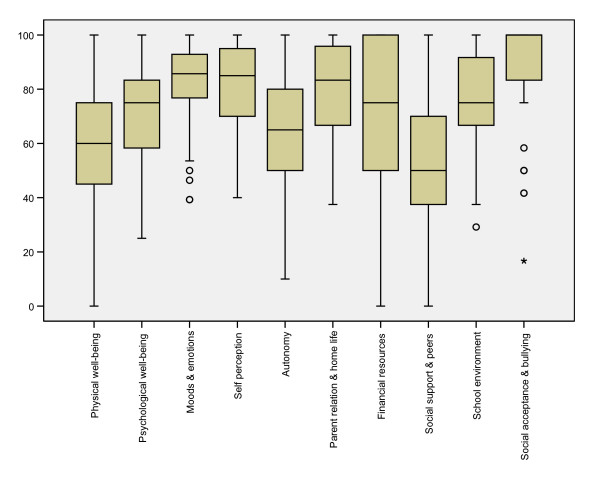 100
80
60
40
20
0
Physical well-being
Psychological well-being
Moods & emotions
Self perception
Autonomy
Parent relation & home life
Financial resources
Social support & peers
School environment
Social acceptance & bullying